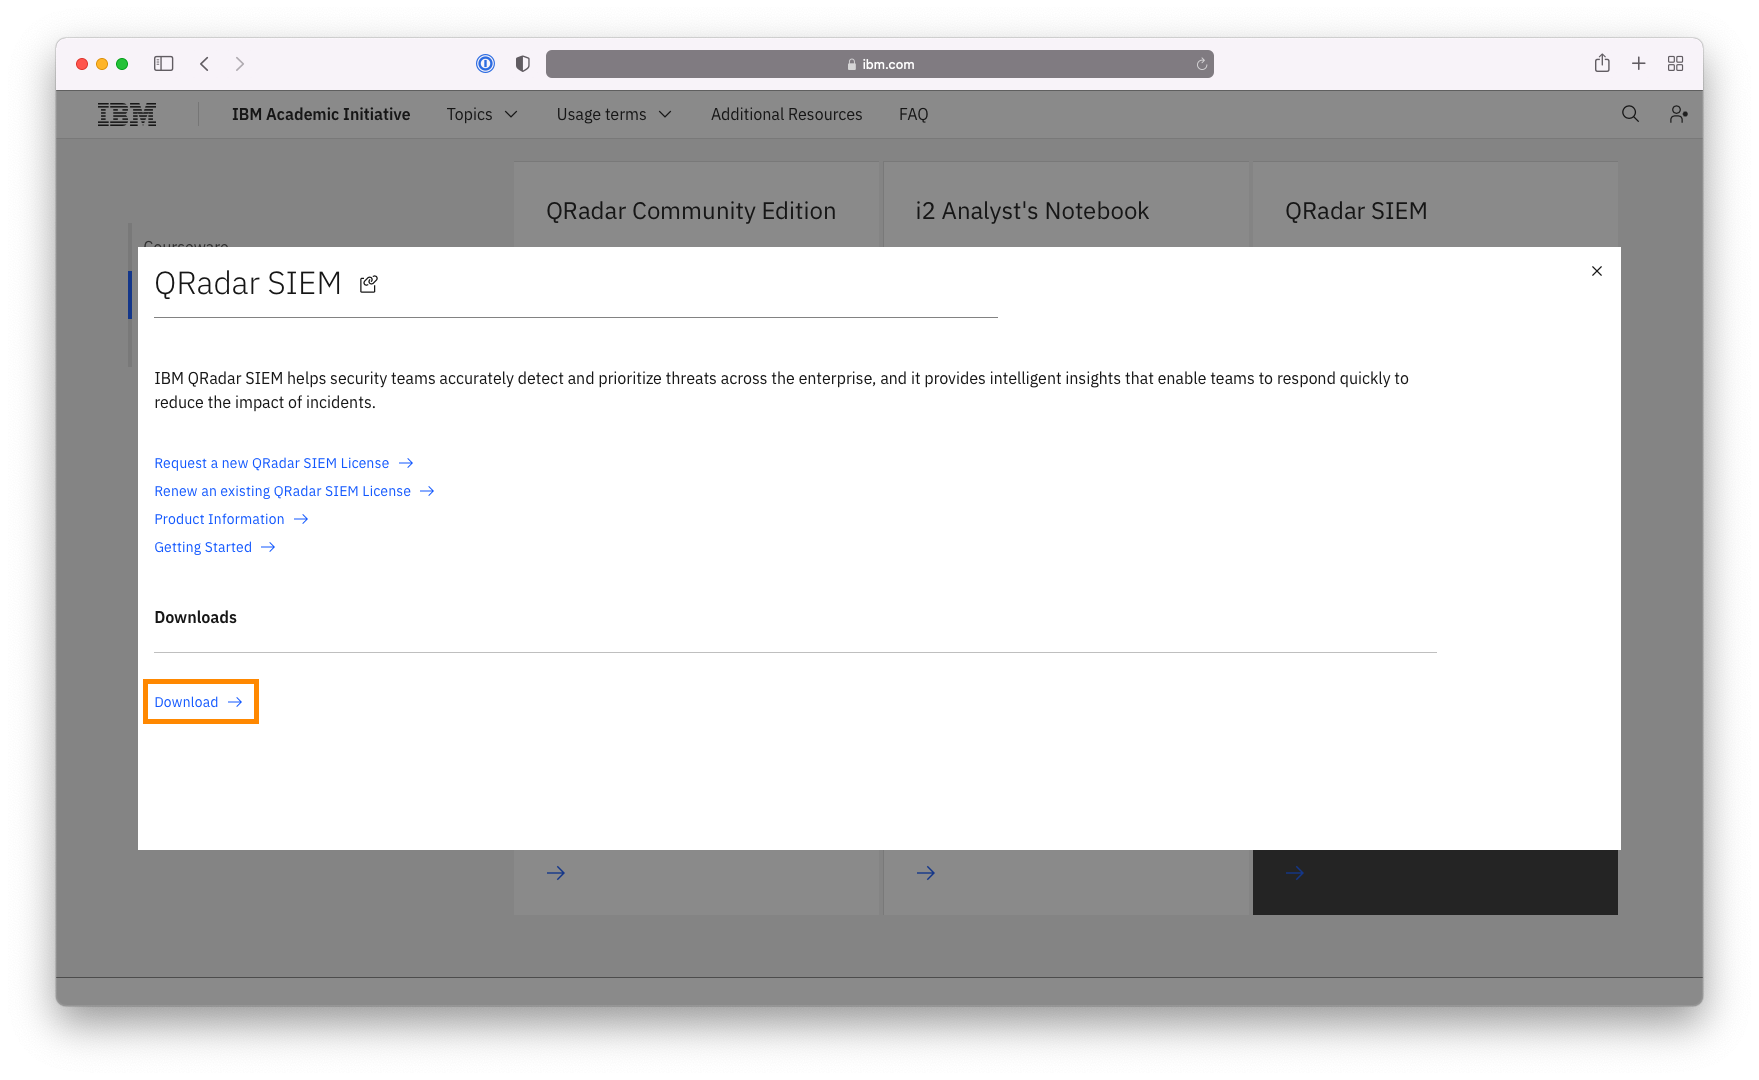 ibm.com
IBM
IBM Academic Initiative
Topics
Usage terms
Additional Resources
FAQ
QRadar Community Edition
i2 Analyst's Notebook
QRadar SIEM
Courseware
QRadar SIEM
IBM QRadar SIEM helps security teams accurately detect and prioritize threats across the enterprise, and it provides intelligent insights that enable teams to respond quickly to
reduce the impact of incidents.
Request a new QRadar SIEM License
Renew an existing QRadar SIEM License
Product Information
Getting Started
Downloads
Download